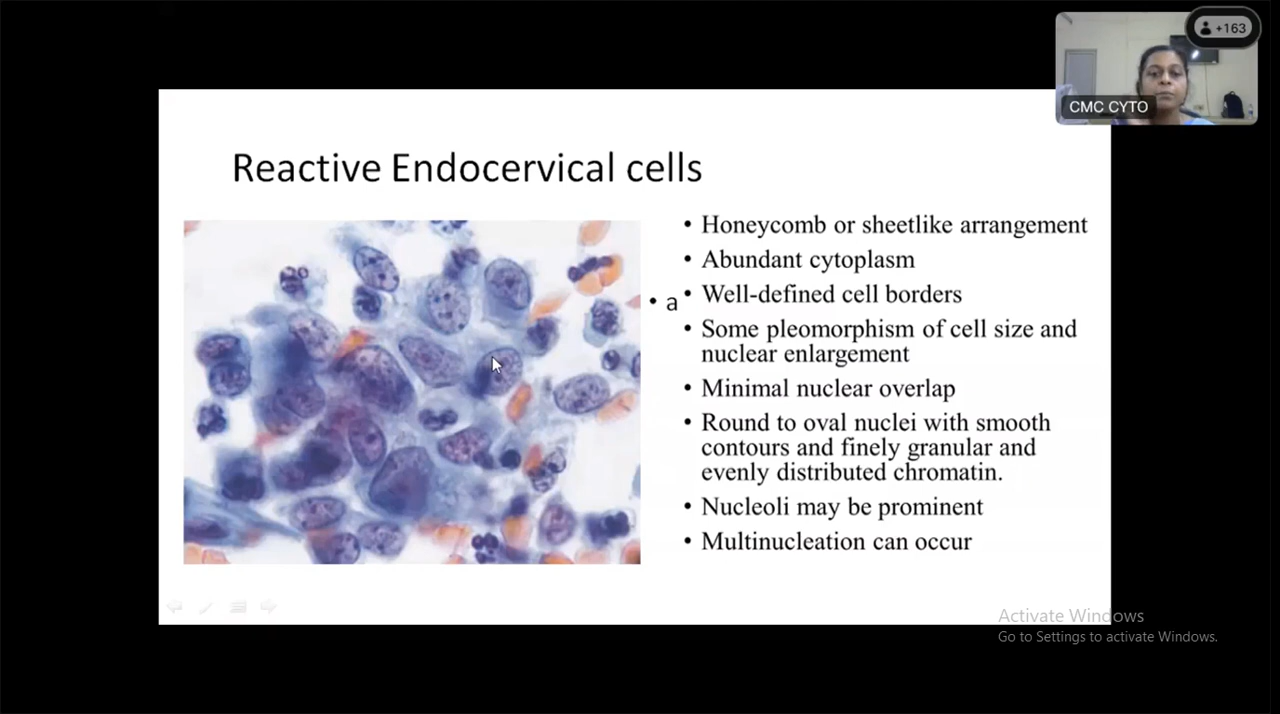 +163
CMC CYTO
Reactive Endocervical cells
• a
• Honeycomb or sheetlike arrangement
• Abundant cytoplasm
• Well-defined cell borders
• Some pleomorphism of cell size and
nuclear enlargement
• Minimal nuclear overlap
• Round to oval nuclei with smooth
contours and finely granular and
evenly distributed chromatin.
• Nucleoli may be prominent
• Multinucleation can occur
Activate Windows
Go to Settings to activate Windows.